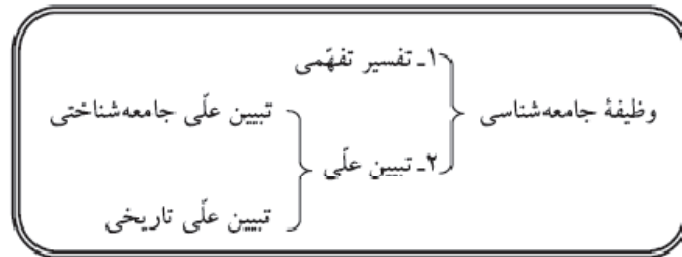 ۱ـ تفسیر تفهّمی
تبیین علّی جامعه‌شناختی
وظیفهٔ جامعه‌شناسی
۲ـ تبیین علّی
تبیین علّی تاریخی